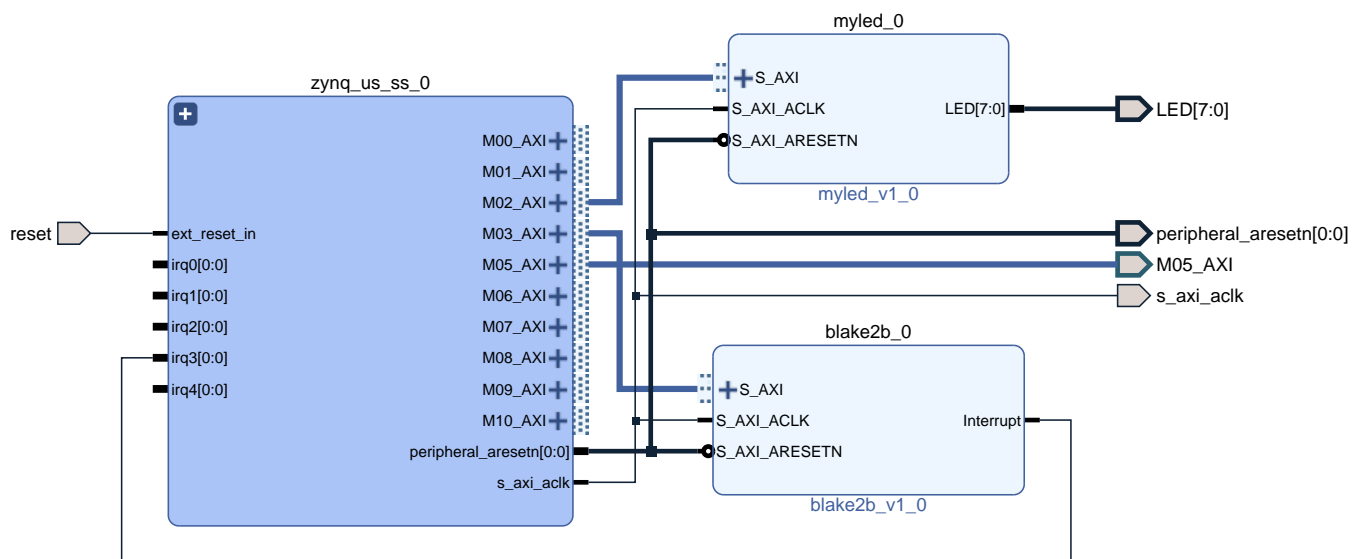 zynq_us_ss_0
M00_AXI
M01_AXI
M02_AXI
M03_AXI
M05_AXI
M06_AXI
M07_AXI
M08_AXI
M09_AXI
M10_AXI
peripheral_aresetn[0:0]
s_axi_aclk
reset
ext_reset_in
irq0[0:0]
irq1[0:0]
irq2[0:0]
irq3[0:0]
irq4[0:0]
myled_0
S_AXI
S_AXI_ACLK
S_AXI_ARESETN
LED[7:0]
myled_v1_0
LED[7:0]
peripheral_aresetn[0:0]
M05_AXI
s_axi_aclk
blake2b_0
S_AXI
S_AXI_ACLK
S_AXI_ARESETN
Interrupt
blake2b_v1_0